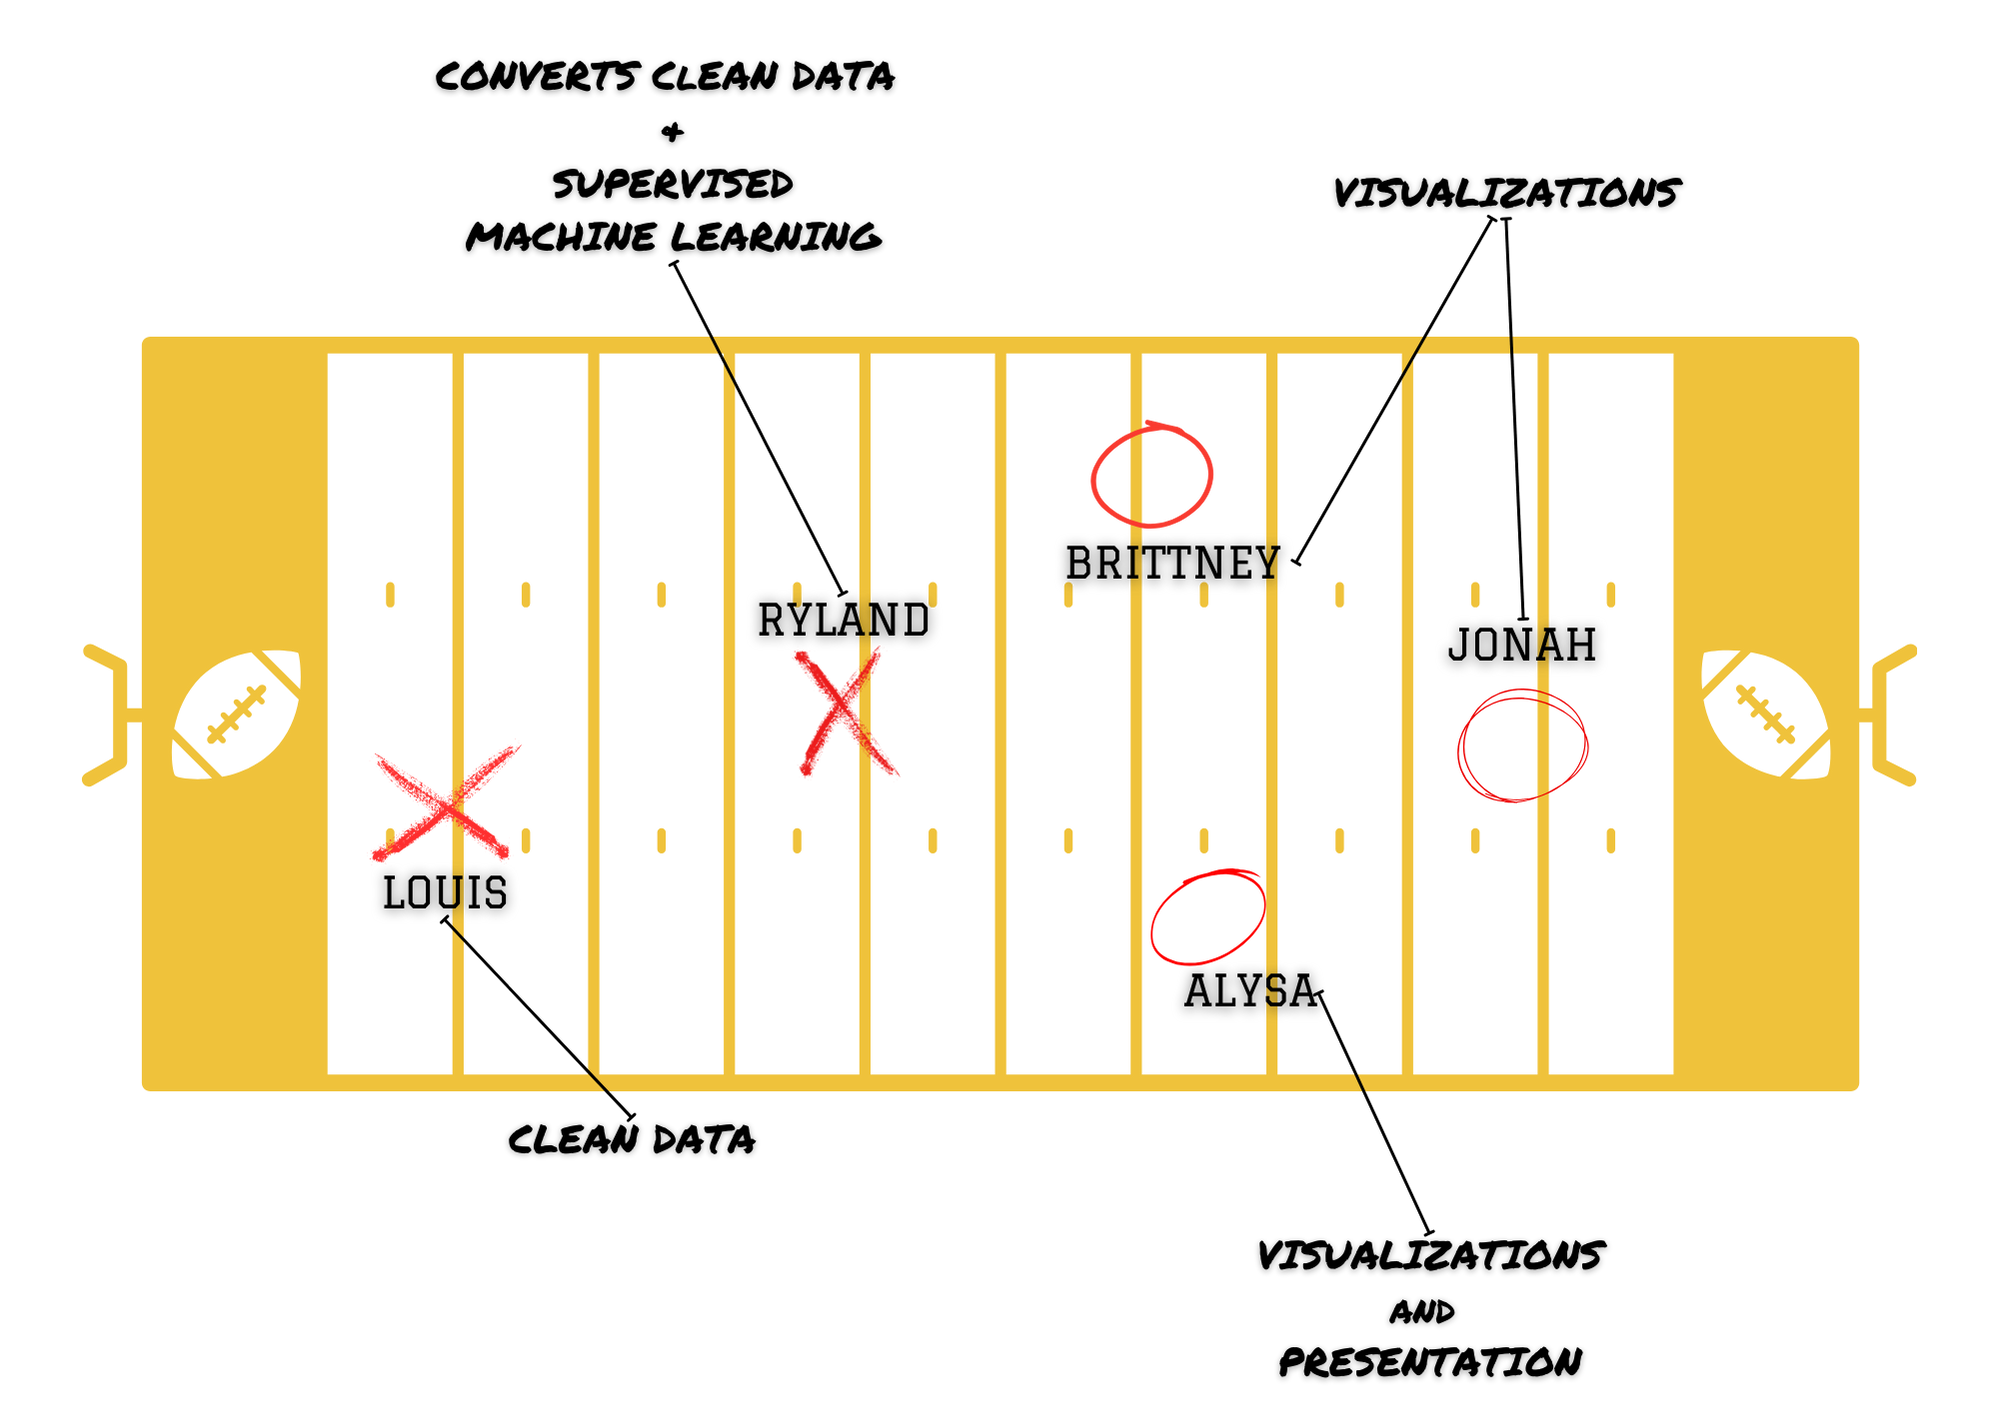 CONVERTS CLEAN DATA
&
SUPERVISED
MACHINE LEARNING
VISUALIZATIONS
BRITTNEY
RYLAND
JONAH
LOUIS
ALYSA
CLEAN DATA
VISUALIZATIONS
AND
PRESENTATION